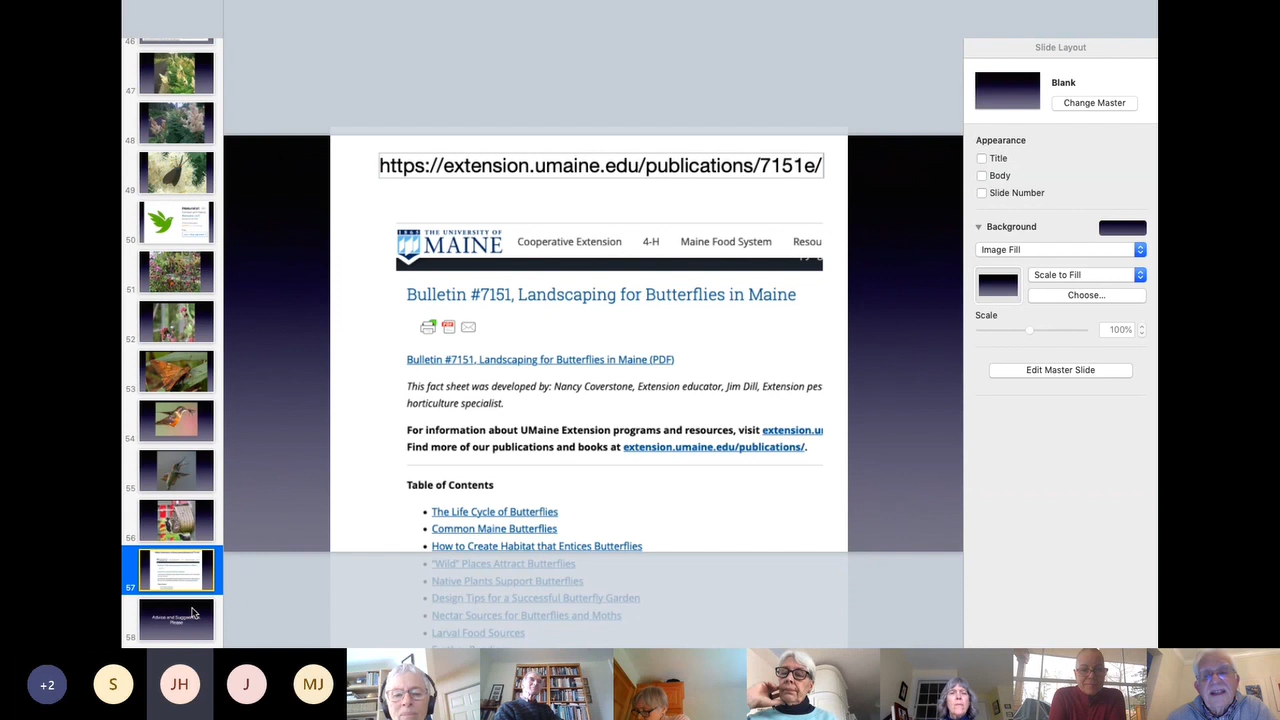 46
47
48
49
50
51
52
53
54
55
56
57
58
Advice and Suggestions
Please
https://extension.umaine.edu/publications/7151e/
1865
THE UNIVERSITY OF
MAINE
Cooperative Extension
4-H
Maine Food System
Resou
Bulletin #7151, Landscaping for Butterflies in Maine
PDF
Bulletin #7151, Landscaping for Butterflies in Maine (PDF)
This fact sheet was developed by: Nancy Coverstone, Extension educator, Jim Dill, Extension pes
horticulture specialist.
For information about UMaine Extension programs and resources, visit extension.ur
Find more of our publications and books at extension.umaine.edu/publications/.
Table of Contents
• The Life Cycle of Butterflies
• Common Maine Butterflies
• How to Create Habitat that Entices Butterflies
• "Wild" Places Attract Butterflies
• Native Plants Support Butterflies
• Design Tips for a Successful Butterfly Garden
• Nectar Sources for Butterflies and Moths
• Larval Food Sources
Slide Layout
Blank
Change Master
Appearance
Title
Body
Slide Number
Background
Image Fill
Scale to Fill
Choose...
Scale
100%
Edit Master Slide
+2
S
JH
J
MJ